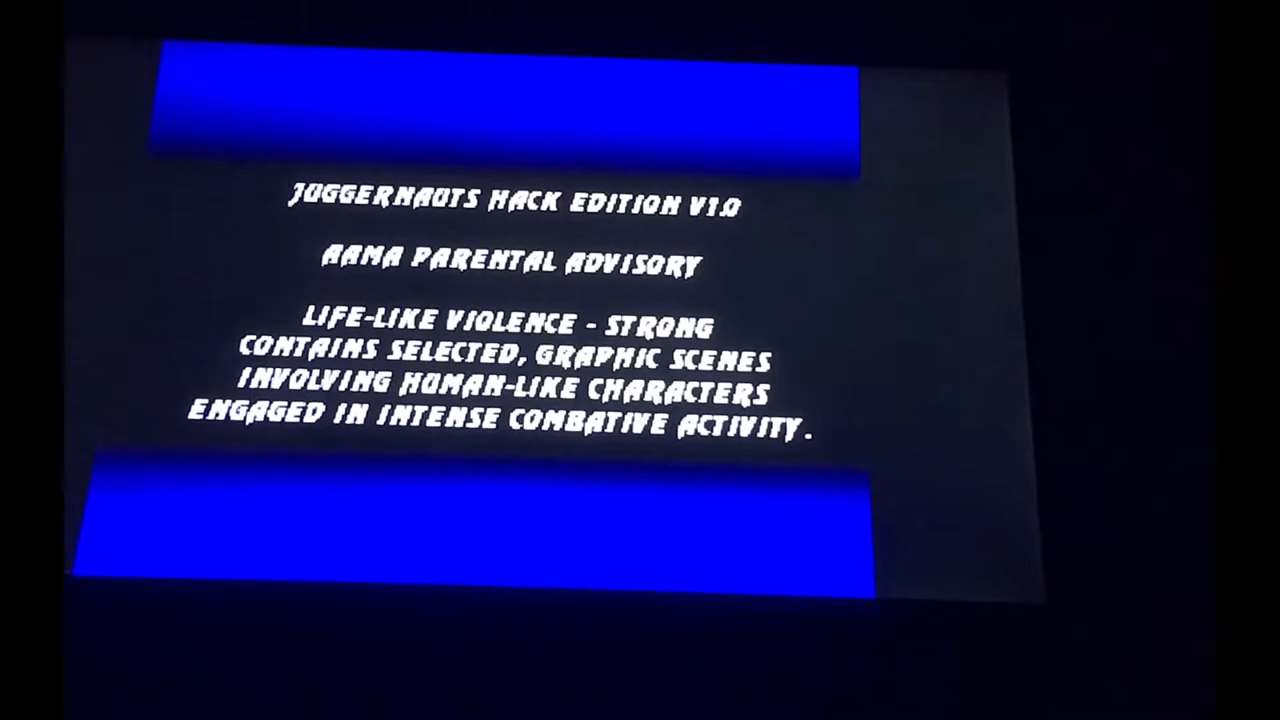 JUGGERNAUTS HACK EDITION V1.0
AAMA PARENTAL ADVISORY
LIFE-LIKE VIOLENCE - STRONG
CONTAINS SELECTED, GRAPHIC SCENES
INVOLVING HUMAN-LIKE CHARACTERS
ENGAGED IN INTENSE COMBATIVE ACTIVITY.